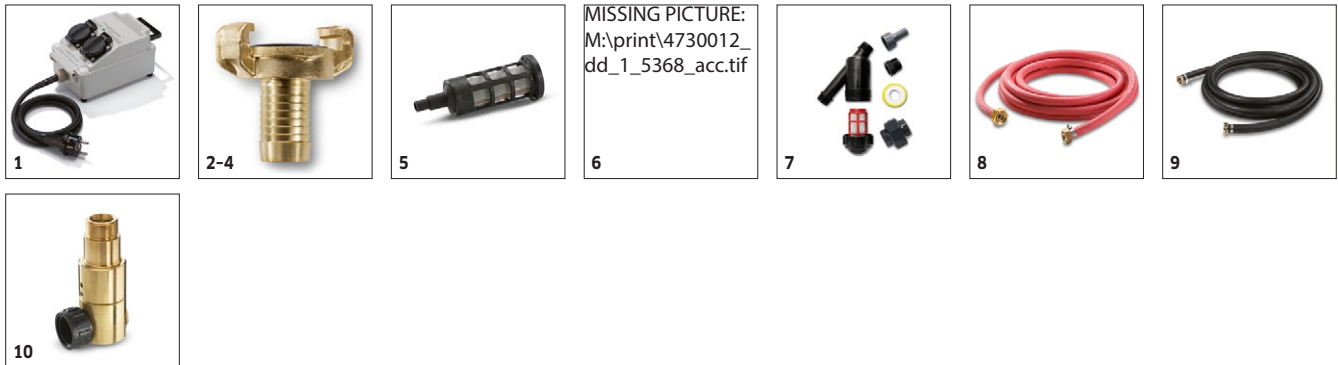 1
2-4
5
MISSING PICTURE:
M:\print\4730012_
dd_1_5368_acc.tif
6
7
8
9
10